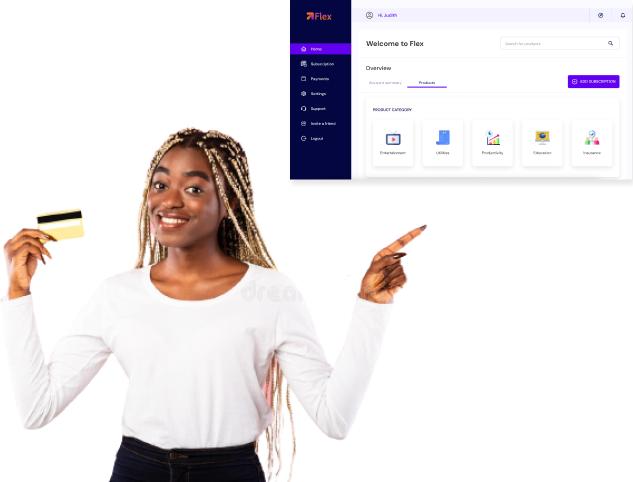 Flex
Hi, Judith
Home
Subscription
Payments
Settings
Support
Invite a friend
Logout
Welcome to Flex
Search for products
Overview
Account summary
Products
ADD SUBSCRIPTION
PRODUCT CATEGORY
Entertainment
Utilities
Productivity
Education
Insurance